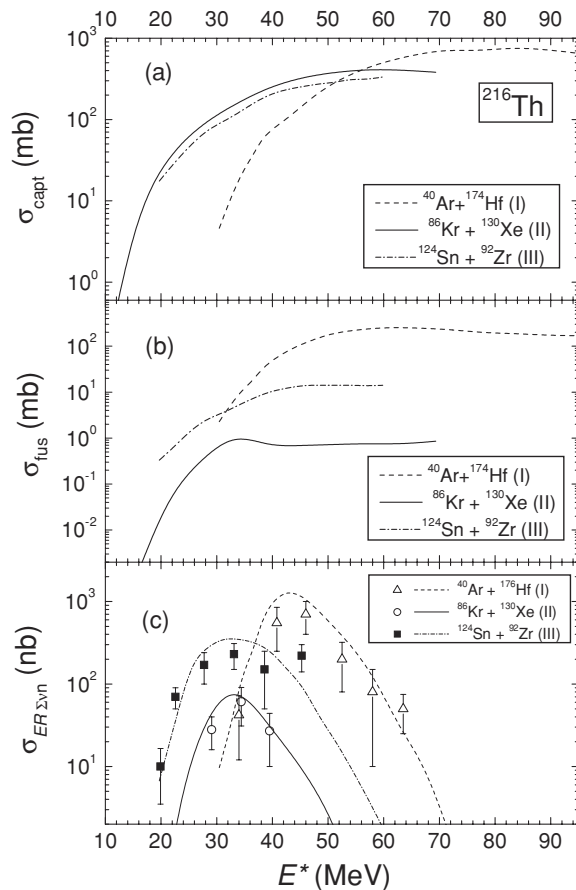 10 20 30 40 50 60 70 80 90
10³
(a)
²¹⁶Th
10²
σcapt (mb)
10¹
⁴⁰Ar+¹⁷⁴Hf (I)
⁸⁶Kr + ¹³⁰Xe (II)
¹²⁴Sn + ⁹²Zr (III)
10⁰
(b)
10²
10¹
σfus (mb)
10⁰
⁴⁰Ar+¹⁷⁴Hf (I)
⁸⁶Kr + ¹³⁰Xe (II)
¹²⁴Sn + ⁹²Zr (III)
10⁻¹
10⁻²
⁴⁰Ar + ¹⁷⁶Hf (I)
⁸⁶Kr + ¹³⁰Xe (II)
¹²⁴Sn + ⁹²Zr (III)
10³
(c)
σER Σνn (nb)
10²
10¹
10 20 30 40 50 60 70 80 90
E* (MeV)